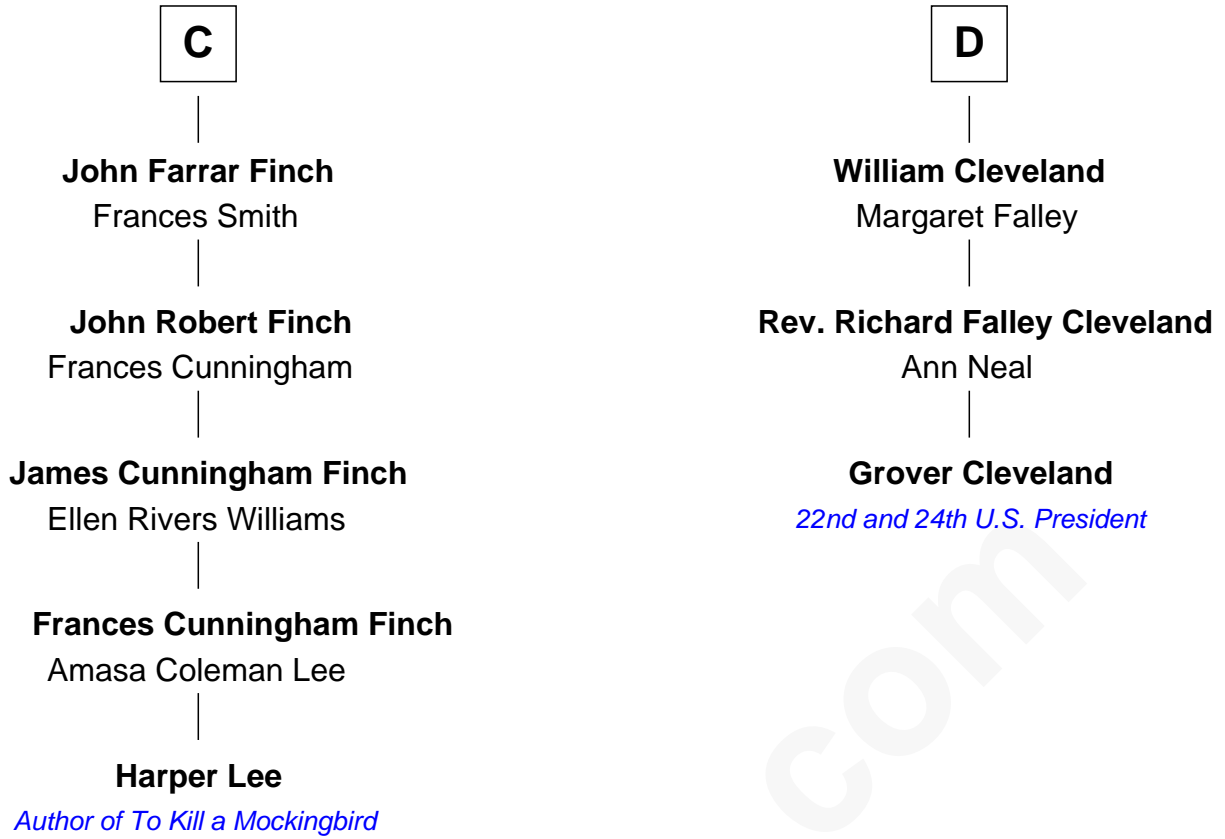 C
John Farrar Finch
Frances Smith
John Robert Finch
Frances Cunningham
James Cunningham Finch
Ellen Rivers Williams
Frances Cunningham Finch
Amasa Coleman Lee
Harper Lee
Author of To Kill a Mockingbird
D
William Cleveland
Margaret Falley
Rev. Richard Falley Cleveland
Ann Neal
Grover Cleveland
22nd and 24th U.S. President
com